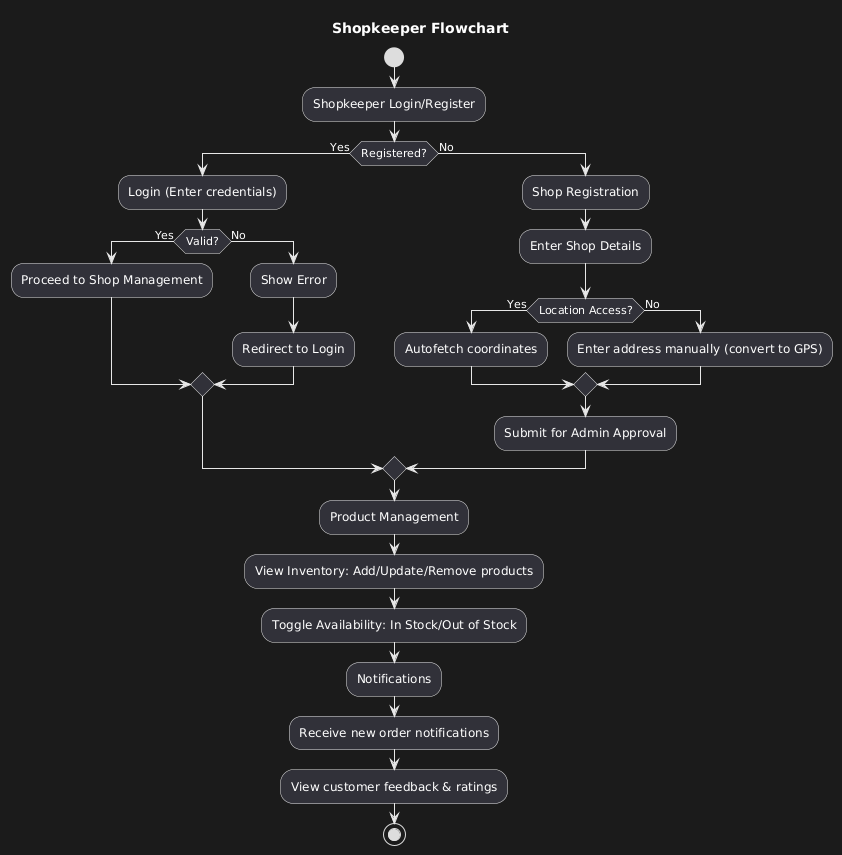 Shopkeeper Flowchart
Shopkeeper Login/Register
Yes
Registered?
No
Login (Enter credentials)
Shop Registration
Yes
Valid?
No
Enter Shop Details
Proceed to Shop Management
Show Error
Yes
Location Access?
No
Redirect to Login
Autofetch coordinates
Enter address manually (convert to GPS)
Submit for Admin Approval
Product Management
View Inventory: Add/Update/Remove products
Toggle Availability: In Stock/Out of Stock
Notifications
Receive new order notifications
View customer feedback & ratings